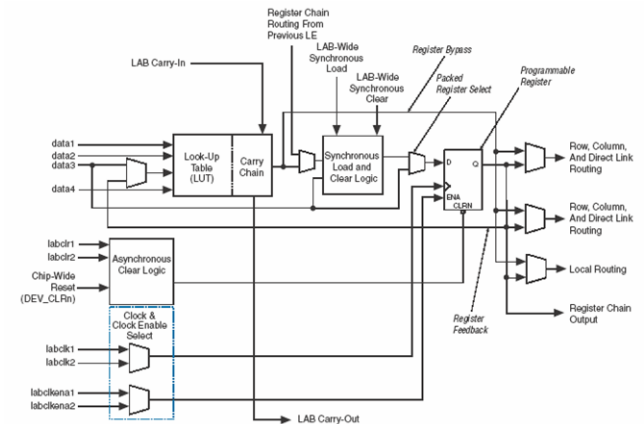 Register Chain
Routing From
Previous LE
LAB-Wide
Synchronous
Load
LAB-Wide
Synchronous
Clear
Register Bypass
Packed
Register Select
Programmable
Register
LAB Carry-In
data1
data2
data3
data4
Look-Up
Table
(LUT)
Carry
Chain
Synchronous
Load and
Clear Logic
D
Q
ENA
CLRN
Row, Column,
And Direct Link
Routing
Row, Column,
And Direct Link
Routing
Local Routing
Register Chain
Output
Register
Feedback
labclr1
labclr2
Chip-Wide
Reset
(DEV_CLRn)
Asynchronous
Clear Logic
Clock &
Clock Enable
Select
labclk1
labclk2
labclkena1
labclkena2
LAB Carry-Out